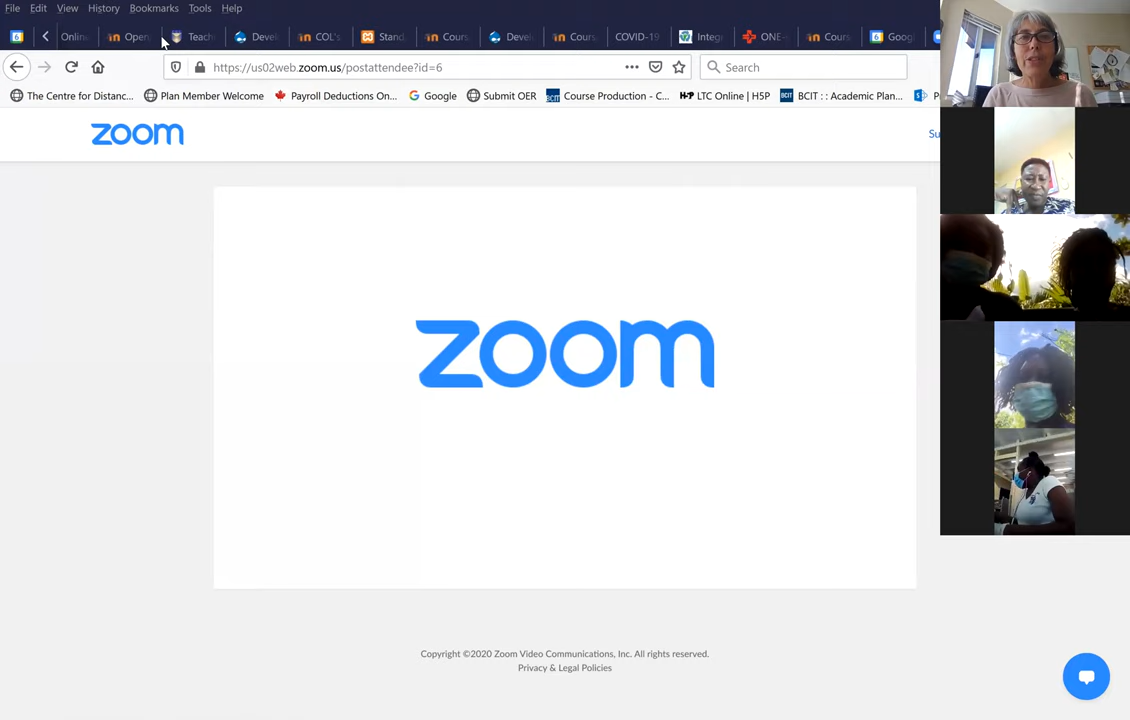 File Edit View History Bookmarks Tools Help
Online Open Teach Devel COL's Stand Cours Devel Cours COVID-19 Integ ONE- Cours Googl
https://us02web.zoom.us/postattendee?id=6 ••• Search
The Centre for Distanc... Plan Member Welcome Payroll Deductions On... Google Submit OER Course Production - C... LTC Online | H5P BCIT : : Academic Plan...
zoom Su
zoom
Copyright ©2020 Zoom Video Communications, Inc. All rights reserved.
Privacy & Legal Policies